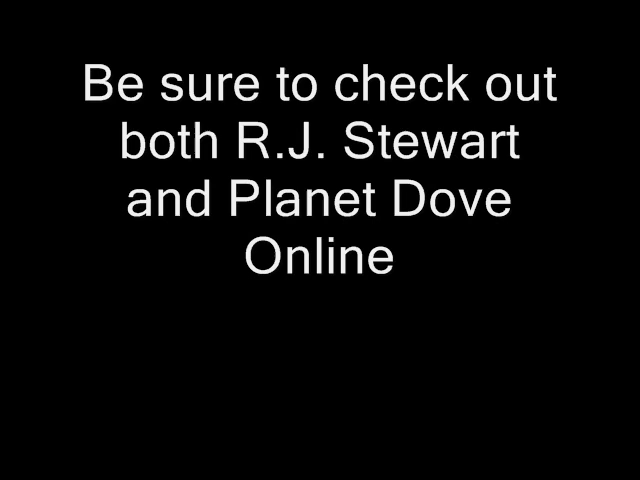 Be sure to check out
both R.J. Stewart
and Planet Dove
Online